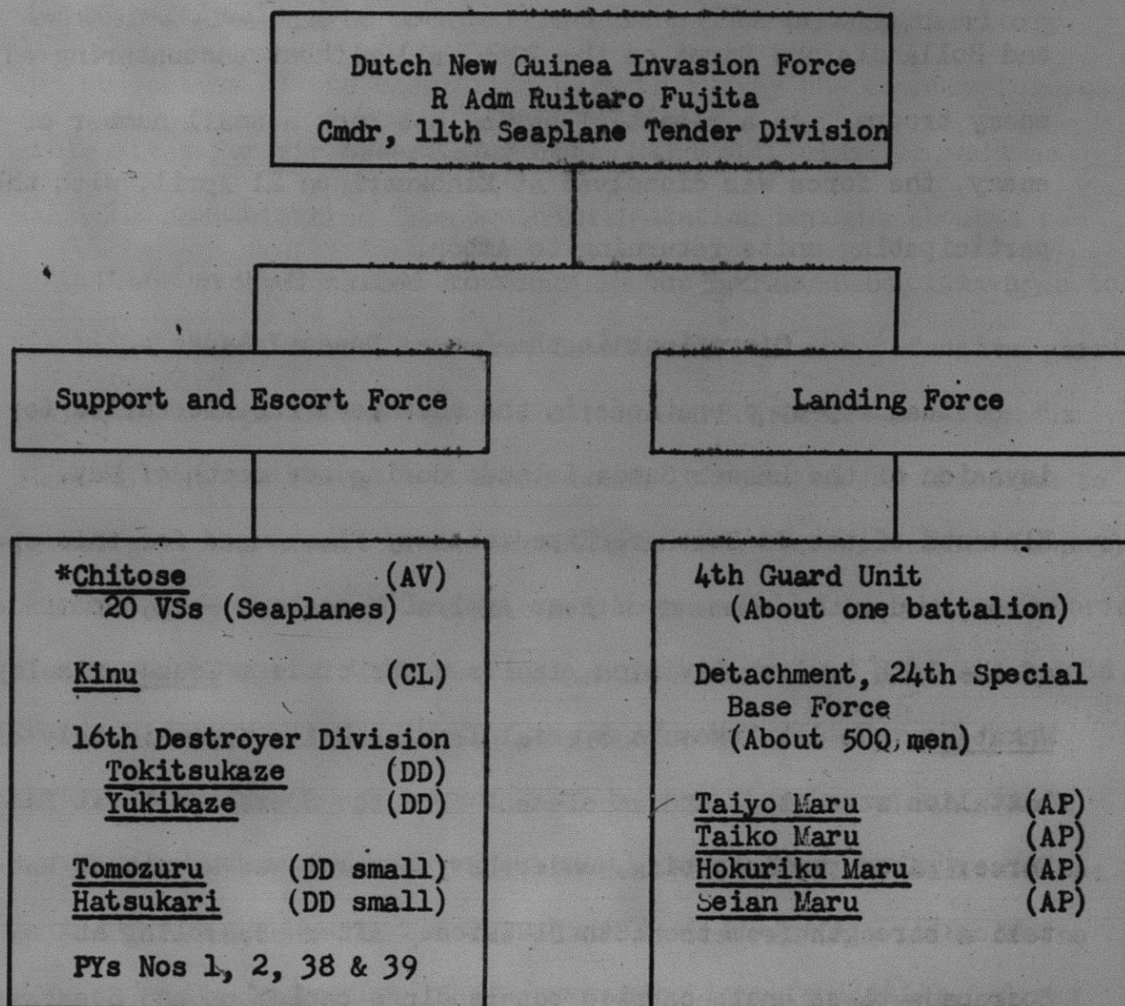 Dutch New Guinea Invasion Force
R Adm Ruitaro Fujita
Cmdr, 11th Seaplane Tender Division
Support and Escort Force
Landing Force
*Chitose (AV)
20 VSs (Seaplanes)
Kinu (CL)
16th Destroyer Division
Tokitsukaze (DD)
Yukikaze (DD)
Tomozuru (DD small)
Hatsukari (DD small)
PYs Nos 1, 2, 38 & 39
4th Guard Unit
(About one battalion)
Detachment, 24th Special
Base Force
(About 500 men)
Taiyo Maru (AP)
Taiko Maru (AP)
Hokuriku Maru (AP)
Seian Maru (AP)